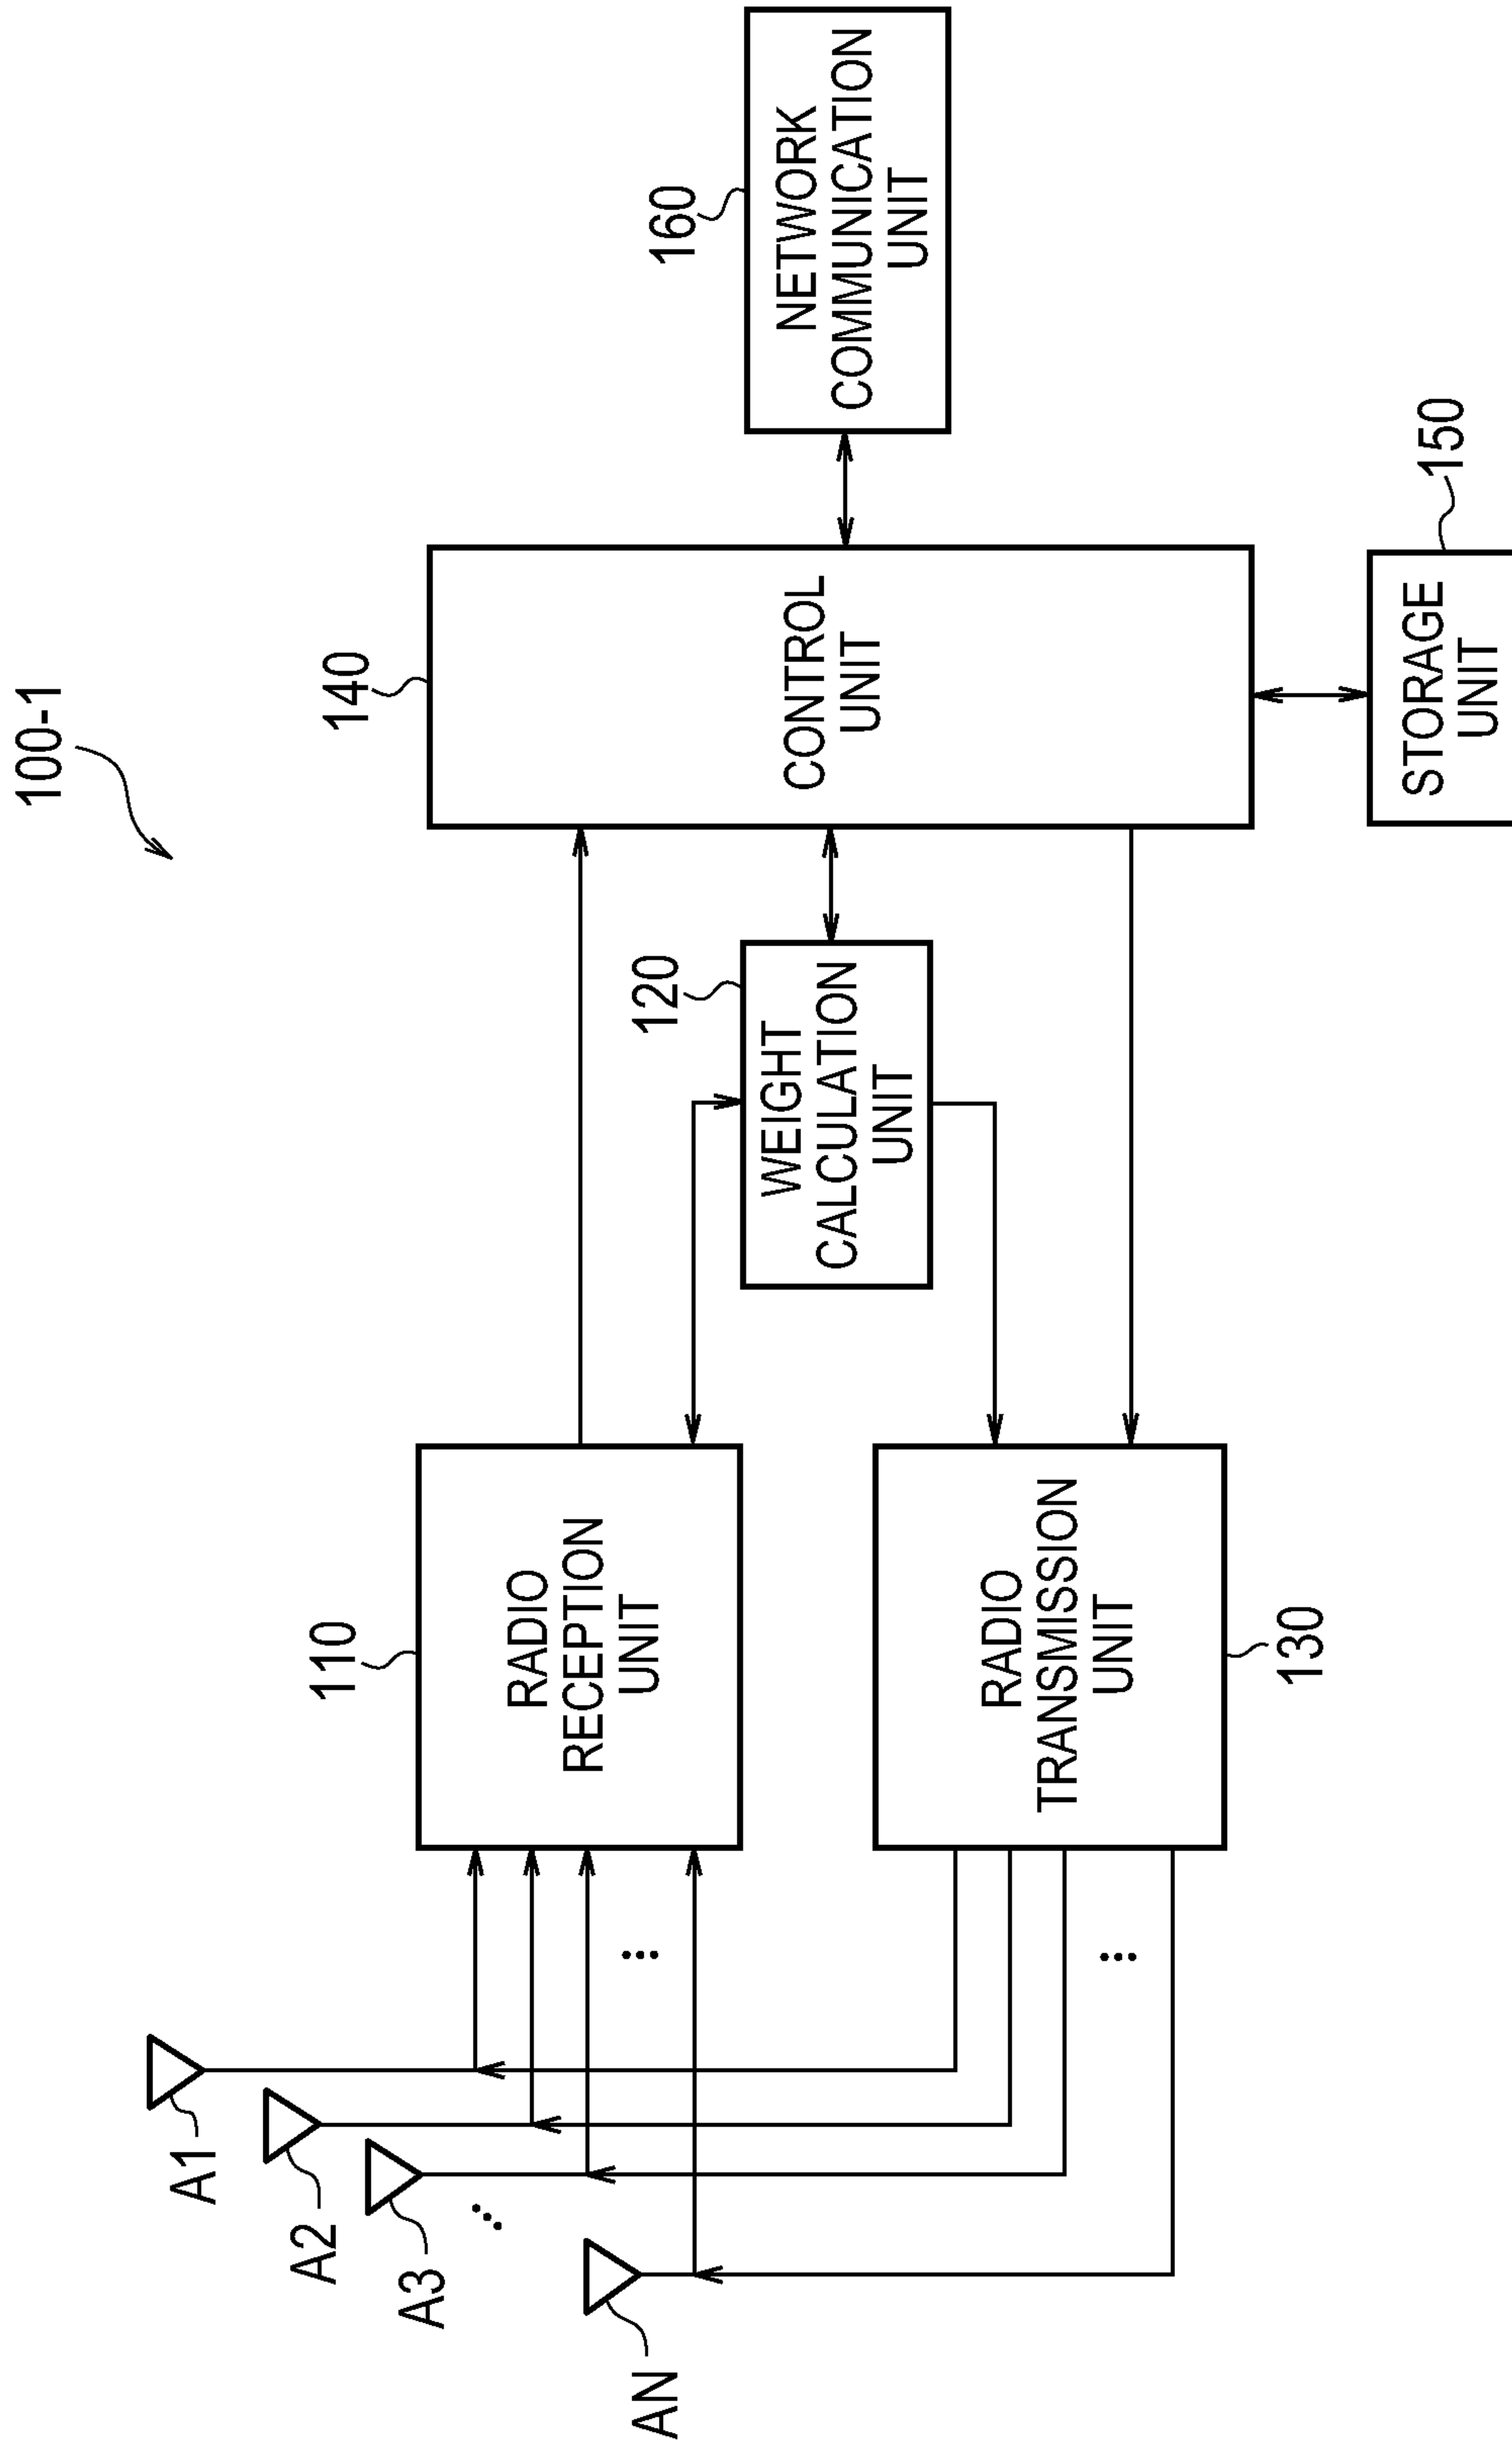 100-1
A1
A2
A3
AN
110
RADIO
RECEPTION
UNIT
120
WEIGHT
CALCULATION
UNIT
140
CONTROL
UNIT
160
NETWORK
COMMUNICATION
UNIT
RADIO
TRANSMISSION
UNIT
130
150
STORAGE
UNIT